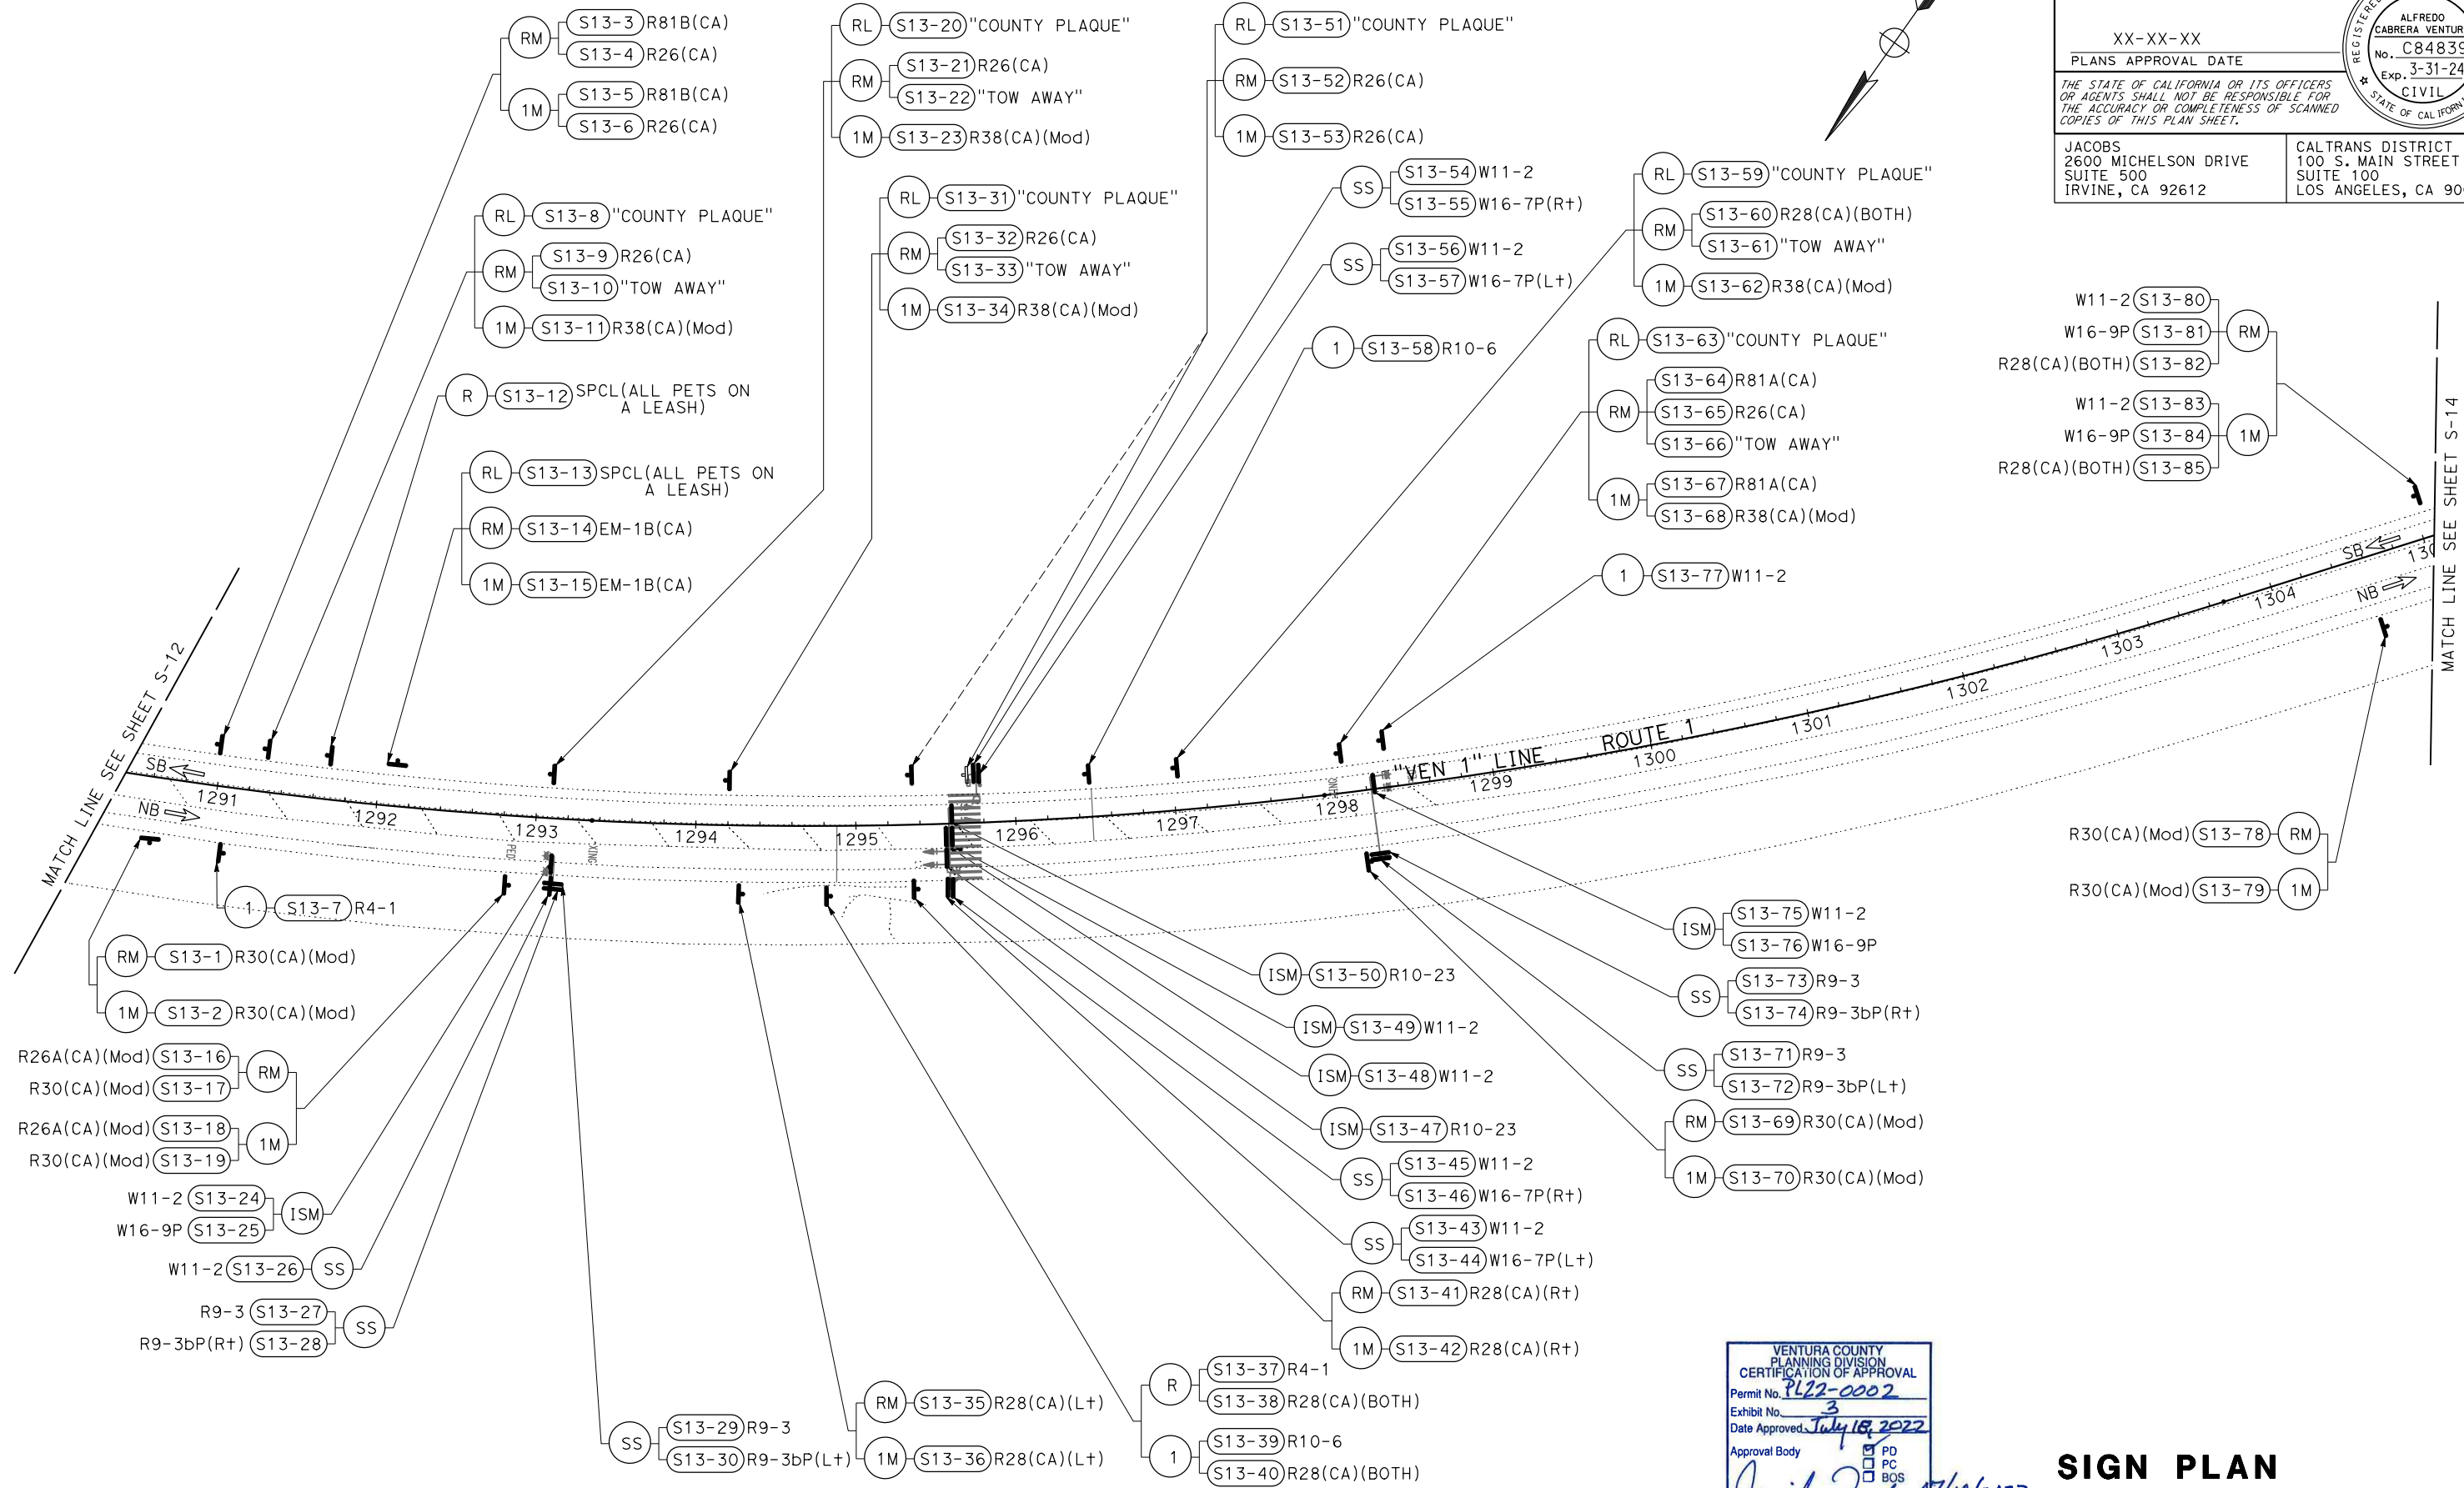 RM S13-3 R81B(CA)
S13-4 R26(CA)
1M S13-5 R81B(CA)
S13-6 R26(CA)
RL S13-8 "COUNTY PLAQUE"
RM S13-9 R26(CA)
S13-10 "TOW AWAY"
1M S13-11 R38(CA)(Mod)
R S13-12 SPCL(ALL PETS ON
A LEASH)
RL S13-13 SPCL(ALL PETS ON
A LEASH)
RM S13-14 EM-1B(CA)
1M S13-15 EM-1B(CA)
RL S13-20 "COUNTY PLAQUE"
RM S13-21 R26(CA)
S13-22 "TOW AWAY"
1M S13-23 R38(CA)(Mod)
RL S13-31 "COUNTY PLAQUE"
RM S13-32 R26(CA)
S13-33 "TOW AWAY"
1M S13-34 R38(CA)(Mod)
RL S13-51 "COUNTY PLAQUE"
RM S13-52 R26(CA)
1M S13-53 R26(CA)
SS S13-54 W11-2
S13-55 W16-7P(Rt)
SS S13-56 W11-2
S13-57 W16-7P(Lt)
1 S13-58 R10-6
RL S13-59 "COUNTY PLAQUE"
RM S13-60 R28(CA)(BOTH)
S13-61 "TOW AWAY"
1M S13-62 R38(CA)(Mod)
RL S13-63 "COUNTY PLAQUE"
RM S13-64 R81A(CA)
S13-65 R26(CA)
S13-66 "TOW AWAY"
1M S13-67 R81A(CA)
S13-68 R38(CA)(Mod)
1 S13-77 W11-2
XX-XX-XX
PLANS APPROVAL DATE
THE STATE OF CALIFORNIA OR ITS OFFICERS
OR AGENTS SHALL NOT BE RESPONSIBLE FOR
THE ACCURACY OR COMPLETENESS OF SCANNED
COPIES OF THIS PLAN SHEET.
ALFREDO
CABRERA VENTUR
No. C84839
Exp. 3-31-24
CIVIL
STATE OF CALIFORN
JACOBS
2600 MICHELSON DRIVE
SUITE 500
IRVINE, CA 92612
CALTRANS DISTRICT
100 S. MAIN STREET
SUITE 100
LOS ANGELES, CA 90
W11-2 S13-80
W16-9P S13-81 RM
R28(CA)(BOTH) S13-82
W11-2 S13-83
W16-9P S13-84 1M
R28(CA)(BOTH) S13-85
MATCH LINE SEE SHEET S-14
MATCH LINE SEE SHEET S-12
SB
NB
1291
1292
1293
1294
1295
1296
1297
1298
1299
1300
1301
1302
1303
1304
130
PED
XING
"VEN 1" LINE
ROUTE 1
SB
NB
1 S13-7 R4-1
RM S13-1 R30(CA)(Mod)
1M S13-2 R30(CA)(Mod)
R26A(CA)(Mod) S13-16 RM
R30(CA)(Mod) S13-17
R26A(CA)(Mod) S13-18 1M
R30(CA)(Mod) S13-19
W11-2 S13-24 ISM
W16-9P S13-25
W11-2 S13-26 SS
R9-3 S13-27 SS
R9-3bP(Rt) S13-28
SS S13-29 R9-3
S13-30 R9-3bP(Lt)
RM S13-35 R28(CA)(Lt)
1M S13-36 R28(CA)(Lt)
R S13-37 R4-1
S13-38 R28(CA)(BOTH)
1 S13-39 R10-6
S13-40 R28(CA)(BOTH)
ISM S13-50 R10-23
ISM S13-49 W11-2
ISM S13-48 W11-2
ISM S13-47 R10-23
SS S13-45 W11-2
S13-46 W16-7P(Rt)
SS S13-43 W11-2
S13-44 W16-7P(Lt)
RM S13-41 R28(CA)(Rt)
1M S13-42 R28(CA)(Rt)
ISM S13-75 W11-2
S13-76 W16-9P
SS S13-73 R9-3
S13-74 R9-3bP(Rt)
SS S13-71 R9-3
S13-72 R9-3bP(Lt)
RM S13-69 R30(CA)(Mod)
1M S13-70 R30(CA)(Mod)
R30(CA)(Mod) S13-78 RM
R30(CA)(Mod) S13-79 1M
VENTURA COUNTY
PLANNING DIVISION
CERTIFICATION OF APPROVAL
Permit No. PL22-0002
Exhibit No. 3
Date Approved July 18, 2022
Approval Body PD
PC
BOS
SIGN PLAN